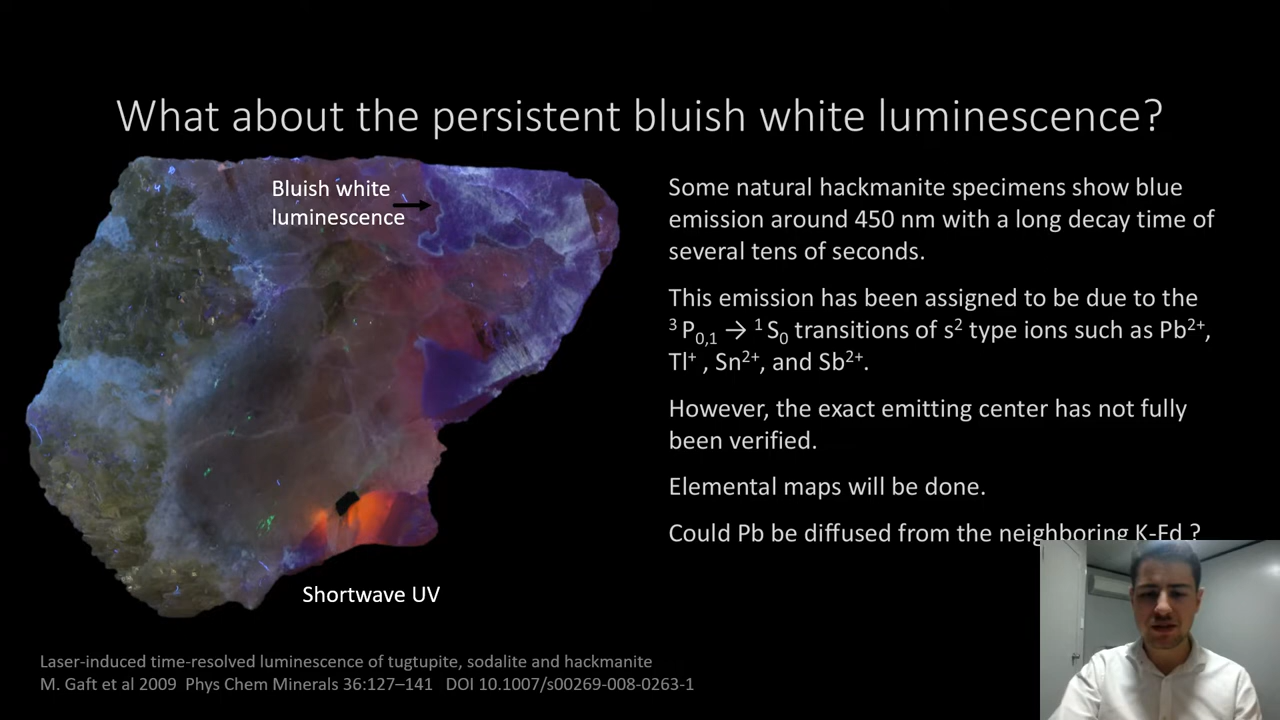 What about the persistent bluish white luminescence?
Bluish white
luminescence
Some natural hackmanite specimens show blue
emission around 450 nm with a long decay time of
several tens of seconds.
This emission has been assigned to be due to the
³P₀,₁ → ¹S₀ transitions of s² type ions such as Pb²⁺,
Tl⁺ , Sn²⁺, and Sb²⁺.
However, the exact emitting center has not fully
been verified.
Elemental maps will be done.
Could Pb be diffused from the neighboring K-Fd ?
Shortwave UV
Laser-induced time-resolved luminescence of tugtupite, sodalite and hackmanite
M. Gaft et al 2009 Phys Chem Minerals 36:127–141 DOI 10.1007/s00269-008-0263-1